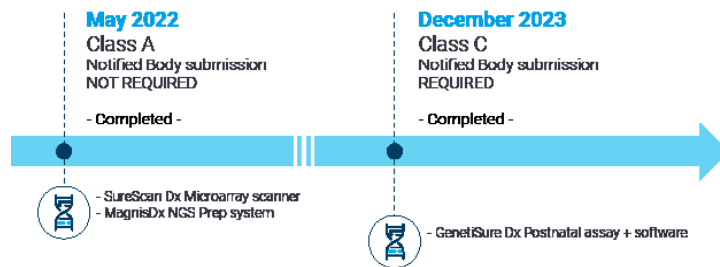 May 2022
Class A
Notified Body submission
NOT REQUIRED
- Completed -
- SureScan Dx Microarray scanner
- MagnisDx NGS Prep system
December 2023
Class C
Notified Body submission
REQUIRED
- Completed -
- GenetiSure Dx Postnatal assay + software